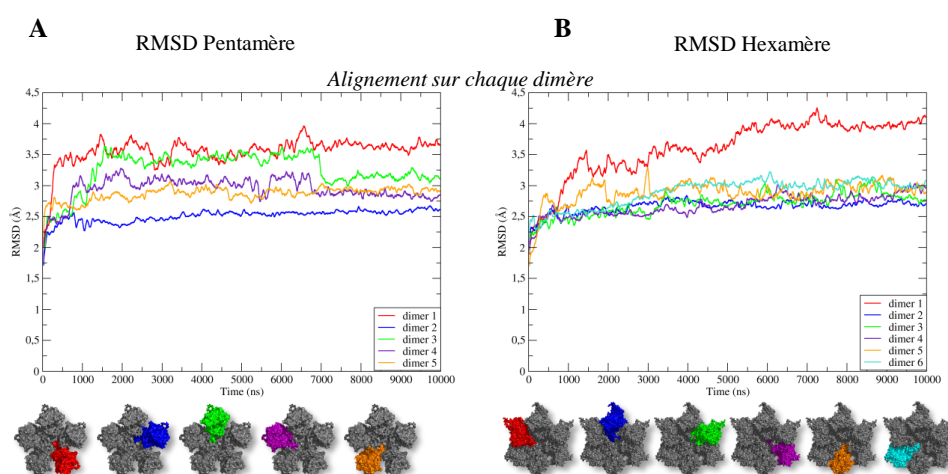 A
RMSD Pentamère
B
RMSD Hexamère
Alignement sur chaque dimère
4,5
4
3,5
3
2,5
2
1,5
1
0,5
0
RMSD (Å)
0 1000 2000 3000 4000 5000 6000 7000 8000 9000 10000
Time (ns)
dimer 1
dimer 2
dimer 3
dimer 4
dimer 5
4,5
4
3,5
3
2,5
2
1,5
1
0,5
0
RMSD (Å)
0 1000 2000 3000 4000 5000 6000 7000 8000 9000 10000
Time (ns)
dimer 1
dimer 2
dimer 3
dimer 4
dimer 5
dimer 6